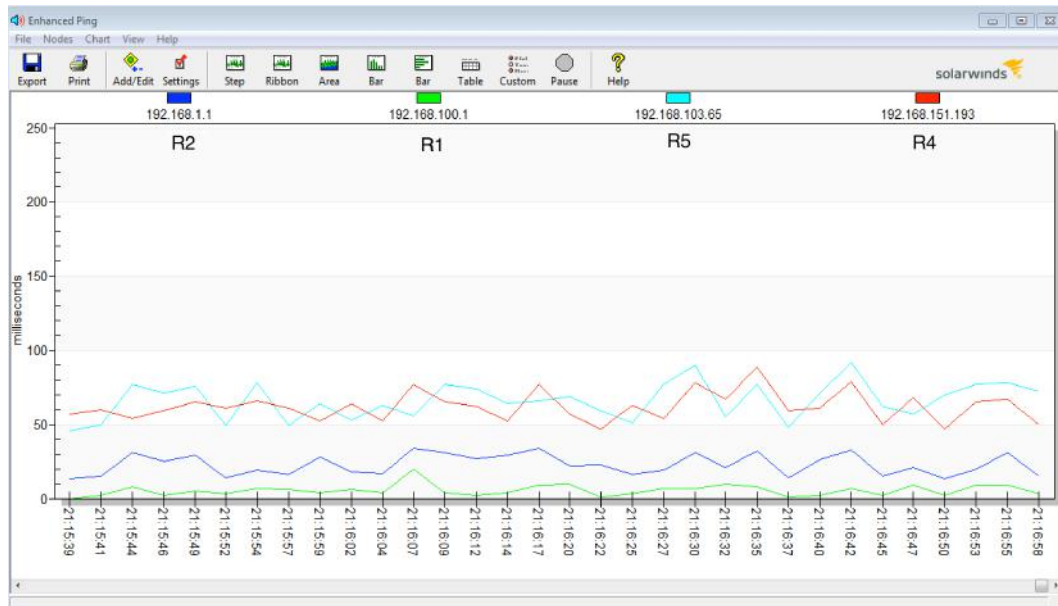 Enhanced Ping
File Nodes Chart View Help
Export Print Add/Edit Settings Step Ribbon Area Bar Bar Table Custom Pause Help
solarwinds
192.168.1.1 192.168.100.1 192.168.103.65 192.168.151.193
R2 R1 R5 R4
250
200
150
100
50
0
milliseconds
21:15:39 21:15:41 21:15:44 21:15:46 21:15:49 21:15:52 21:15:54 21:15:57 21:15:59 21:16:02 21:16:04 21:16:07 21:16:09 21:16:12 21:16:14 21:16:17 21:16:20 21:16:22 21:16:25 21:16:27 21:16:30 21:16:32 21:16:35 21:16:37 21:16:40 21:16:42 21:16:45 21:16:47 21:16:50 21:16:53 21:16:55 21:16:58